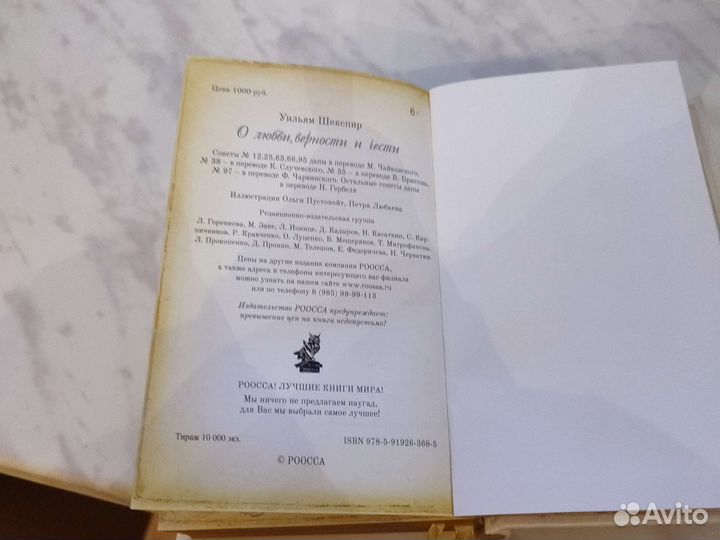 Цена 1000 руб.
6+
Уильям Шекспир
О любви, верности и чести
Сонеты № 12,25,63,66,93 даны в переводе М. Чайковского,
№ 38 – в переводе К. Случевского, № 55 – в переводе В. Брюсова,
№ 97 – в переводе Ф. Червинского. Остальные сонеты даны
в переводе Н. Гербеля
Иллюстрации Ольги Пустовойт, Петра Любаева
Редакционно-издательская группа
Л. Горенкова, М. Закс, Л. Ионице, Д. Кадыров, Н. Касаткин, С. Кир-
пичников, Р. Кравченко, О. Луценко, Б. Мещеряков, Т. Митрофанова,
Л. Прокопенко, Д. Пронин, М. Телешов, Е. Федоричева, Н. Черватюк
Цены на другие издания компании РООССА,
а также адреса и телефоны интересующего вас филиала
можно узнать на нашем сайте www.roossa.ru
или по телефону 8 (985) 99-99-113
Издательство РООССА предупреждает:
превышение цен на книги недопустимо!
РООССА! ЛУЧШИЕ КНИГИ МИРА!
Мы ничего не предлагаем наугад,
для Вас мы выбрали самое лучшее!
Тираж 10 000 экз.
ISBN 978-5-91926-368-5
© РООССА
Avito